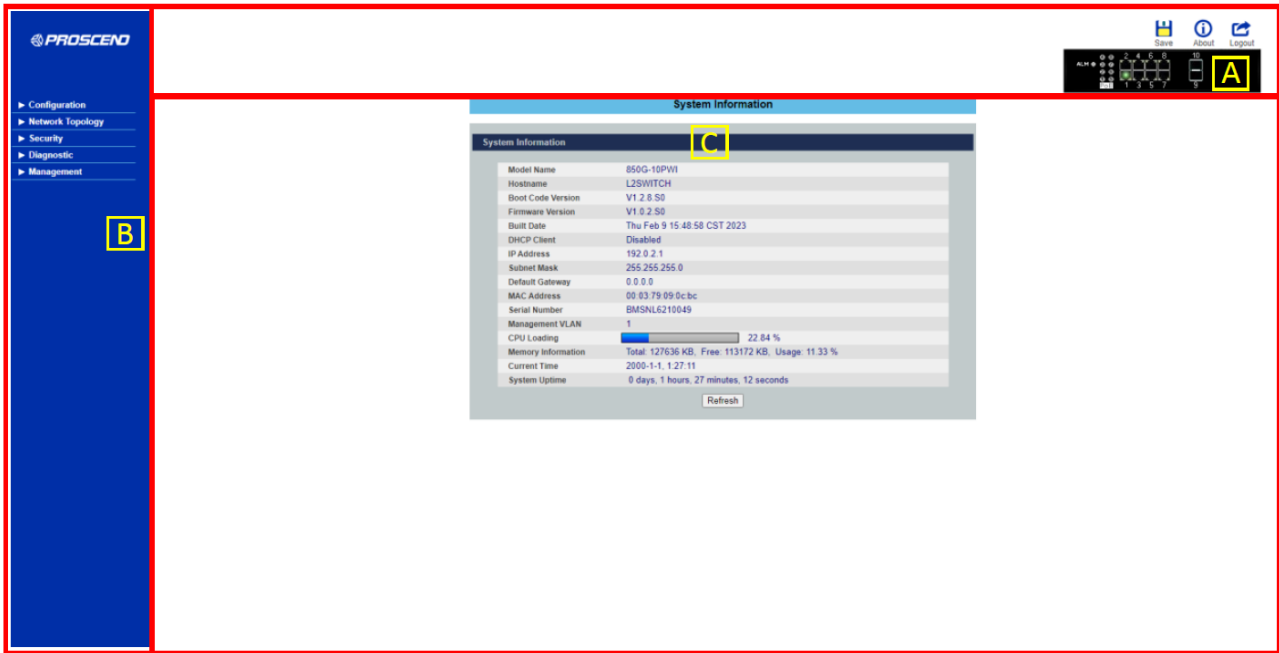 PROSCEND
Save About Logout
ALM
2 4 6 8 10
PoE 1 3 5 7 9
A
Configuration
Network Topology
Security
Diagnostic
Management
B
System Information
System Information
C
Model Name 850G-10PWI
Hostname L2SWITCH
Boot Code Version V1.2.6.S0
Firmware Version V1.0.2.S0
Built Date Thu Feb 9 15:48:58 CST 2023
DHCP Client Disabled
IP Address 192.0.2.1
Subnet Mask 255.255.255.0
Default Gateway 0.0.0.0
MAC Address 00:03:79:09:0c:bc
Serial Number BMSNL6210049
Management VLAN 1
CPU Loading 22.84 %
Memory Information Total: 127636 KB, Free: 113172 KB, Usage: 11.33 %
Current Time 2000-1-1, 1:27:11
System Uptime 0 days, 1 hours, 27 minutes, 12 seconds
Refresh